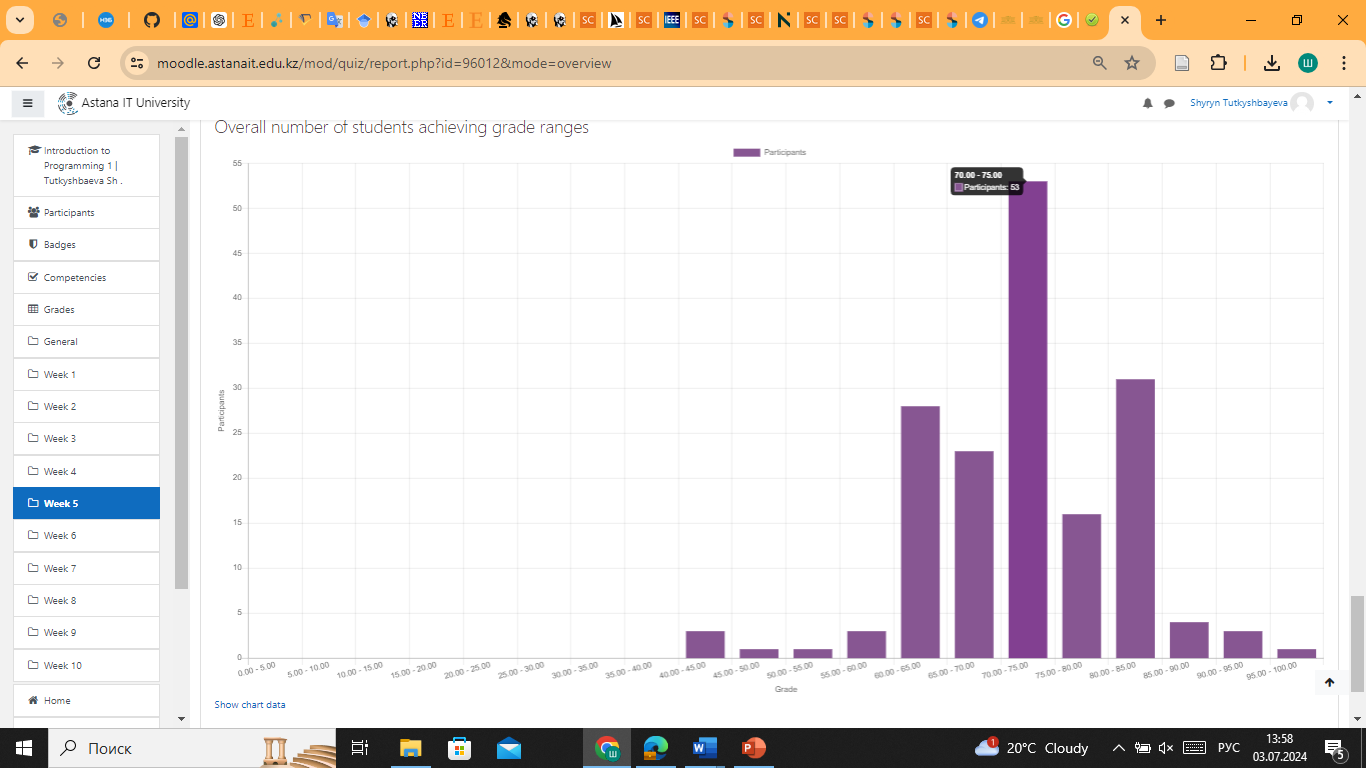 moodle.astanait.edu.kz/mod/quiz/report.php?id=96012&mode=overview
Astana IT University
Shyryn Tutkyshbayeva
Introduction to
Programming 1 |
Tutkyshbaeva Sh .
Participants
Badges
Competencies
Grades
General
Week 1
Week 2
Week 3
Week 4
Week 5
Week 6
Week 7
Week 8
Week 9
Week 10
Home
Overall number of students achieving grade ranges
Participants
70.00 - 75.00
Participants: 53
55
50
45
40
35
30
25
20
15
10
5
0
Participants
0.00 - 5.00
5.00 - 10.00
10.00 - 15.00
15.00 - 20.00
20.00 - 25.00
25.00 - 30.00
30.00 - 35.00
35.00 - 40.00
40.00 - 45.00
45.00 - 50.00
50.00 - 55.00
55.00 - 60.00
60.00 - 65.00
65.00 - 70.00
70.00 - 75.00
75.00 - 80.00
80.00 - 85.00
85.00 - 90.00
90.00 - 95.00
95.00 - 100.00
Grade
Show chart data
Поиск
1
20°C Cloudy
РУС
13:58
03.07.2024
5